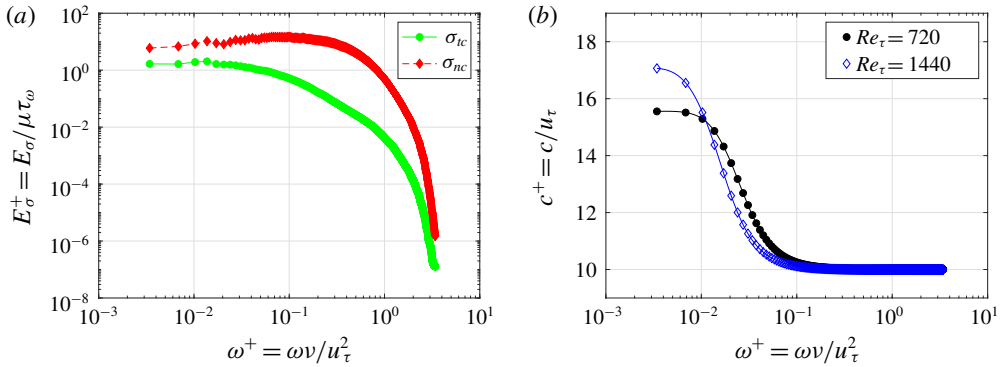 (a)
10^2
10^0
10^−2
10^−4
10^−6
10^−8
E_σ^+ = E_σ/μτ_ω
σ_tc
σ_nc
10^−3
10^−2
10^−1
10^0
10^1
ω^+ = ων/u_τ^2
(b)
18
16
14
12
10
c^+ = c/u_τ
Re_τ = 720
Re_τ = 1440
10^−3
10^−2
10^−1
10^0
10^1
ω^+ = ων/u_τ^2